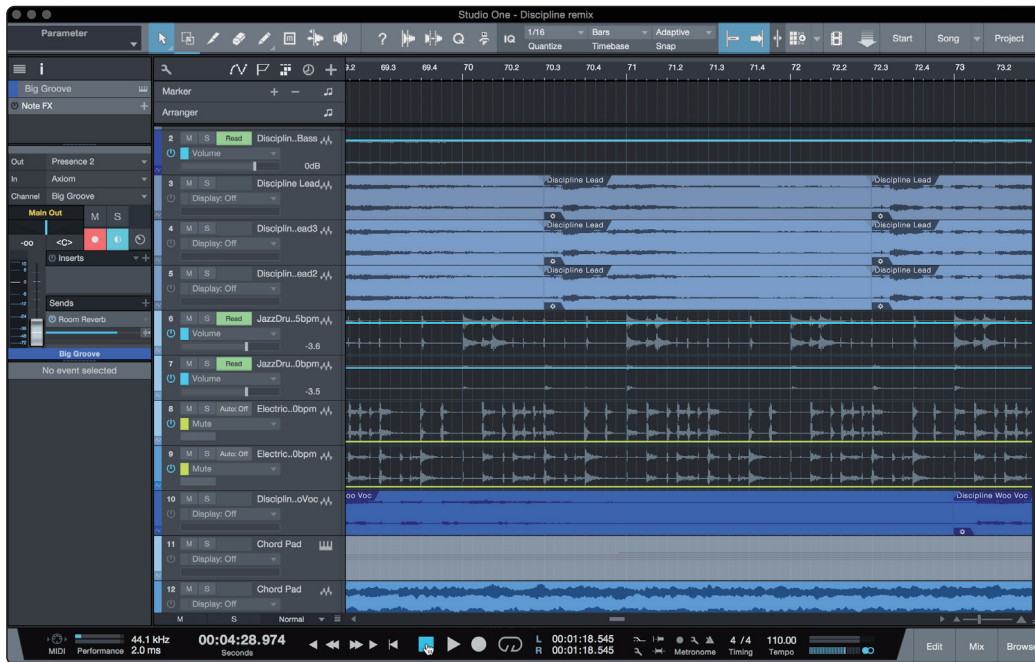 Studio One - Discipline remix
Parameter
IQ
1/16
Quantize
Bars
Timebase
Adaptive
Snap
Start
Song
Project
69.3
69.4
70
70.2
70.3
70.4
71
71.2
71.3
71.4
72
72.2
72.3
72.4
73
73.2
Big Groove
Note FX
Out Presence 2
In Axiom
Channel Big Groove
Main Out
M S
-oo <C>
Inserts
Sends
Room Reverb
Big Groove
No event selected
Marker
Arranger
2 M S Read Disciplin..Bass
Volume
0dB
3 M S Discipline Lead
Display: Off
4 M S Disciplin..ead3
Display: Off
5 M S Disciplin..ead2
Display: Off
6 M S Read JazzDru..5bpm
Volume
-3.6
7 M S Read JazzDru..0bpm
Volume
-3.5
8 M S Auto: Off Electric..0bpm
Mute
9 M S Auto: Off Electric..0bpm
Mute
10 M S Disciplin..oVoc
Display: Off
11 M S Chord Pad
Display: Off
12 M S Chord Pad
Display: Off
M S Normal
Discipline Lead
Discipline Lead
Discipline Lead
Discipline Lead
Discipline Lead
Discipline Lead
oo Voc
Discipline Woo Voc
MIDI
Performance
44.1 kHz
2.0 ms
00:04:28.974
Seconds
L 00:01:18.545
R 00:01:18.545
Metronome
4 / 4
Timing
110.00
Tempo
Edit
Mix
Brows